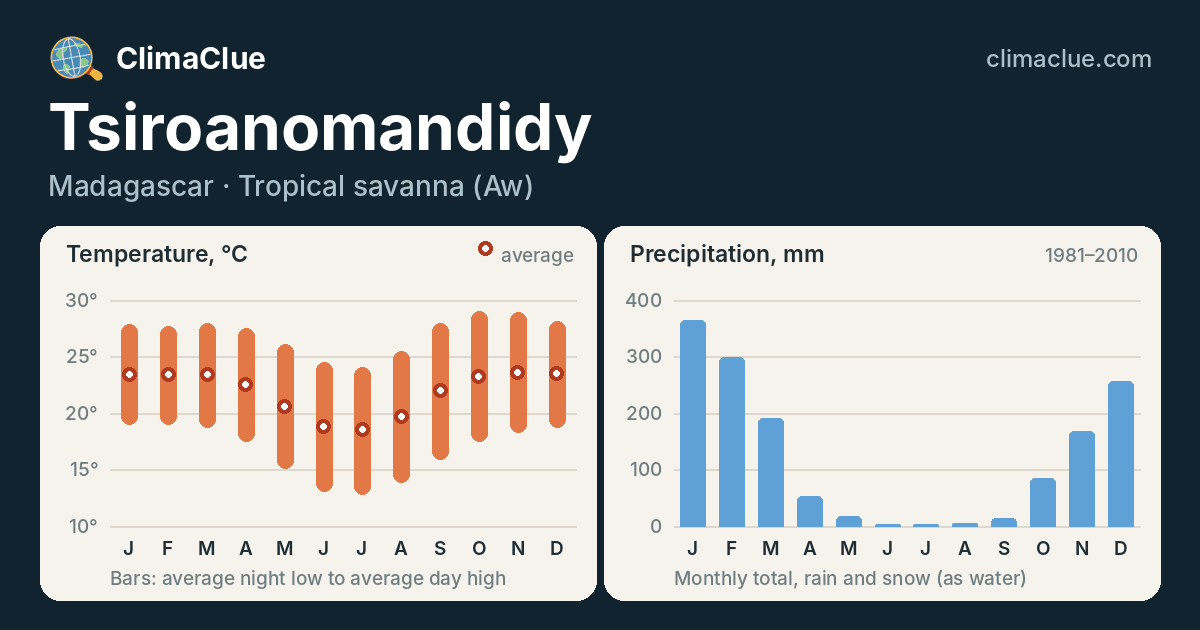 ClimaClue
climaclue.com
Tsiroanomandidy
Madagascar · Tropical savanna (Aw)
Temperature, °C
average
30°
25°
20°
15°
10°
J F M A M J J A S O N D
Bars: average night low to average day high
Precipitation, mm
1981–2010
400
300
200
100
0
J F M A M J J A S O N D
Monthly total, rain and snow (as water)